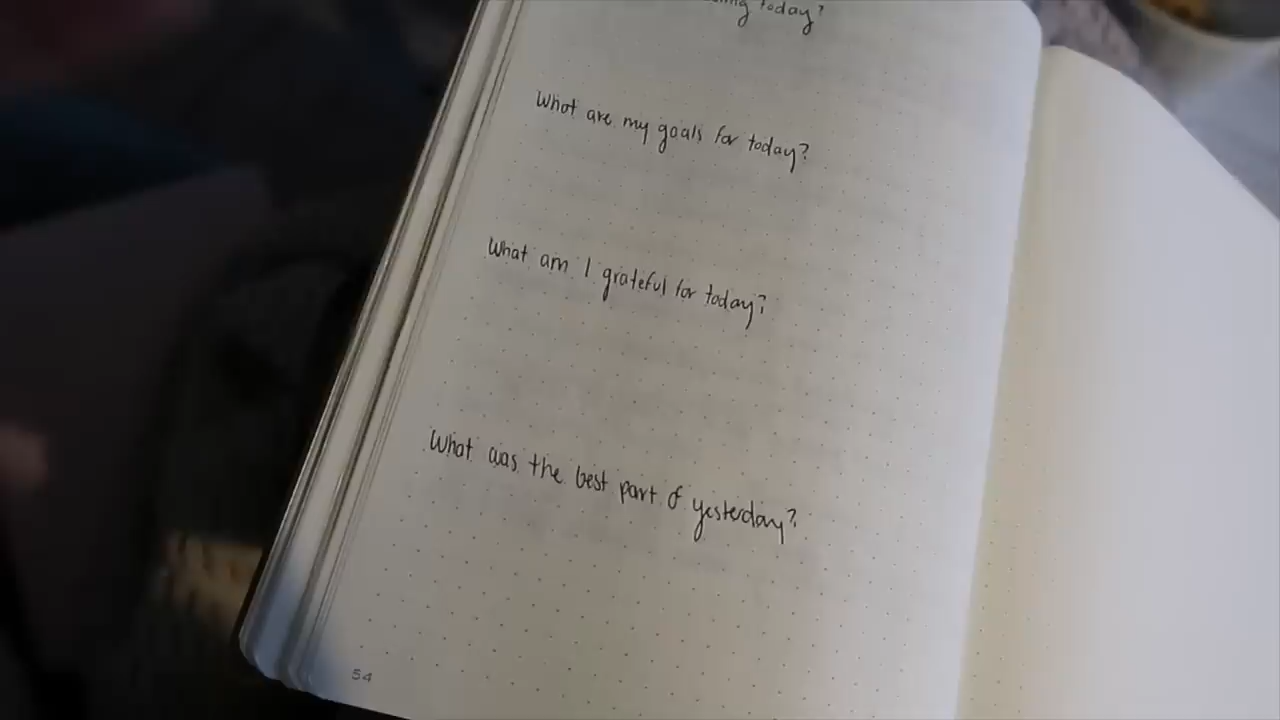 today?
What are my goals for today?
What am I grateful for today?
What was the best part of yesterday?
54